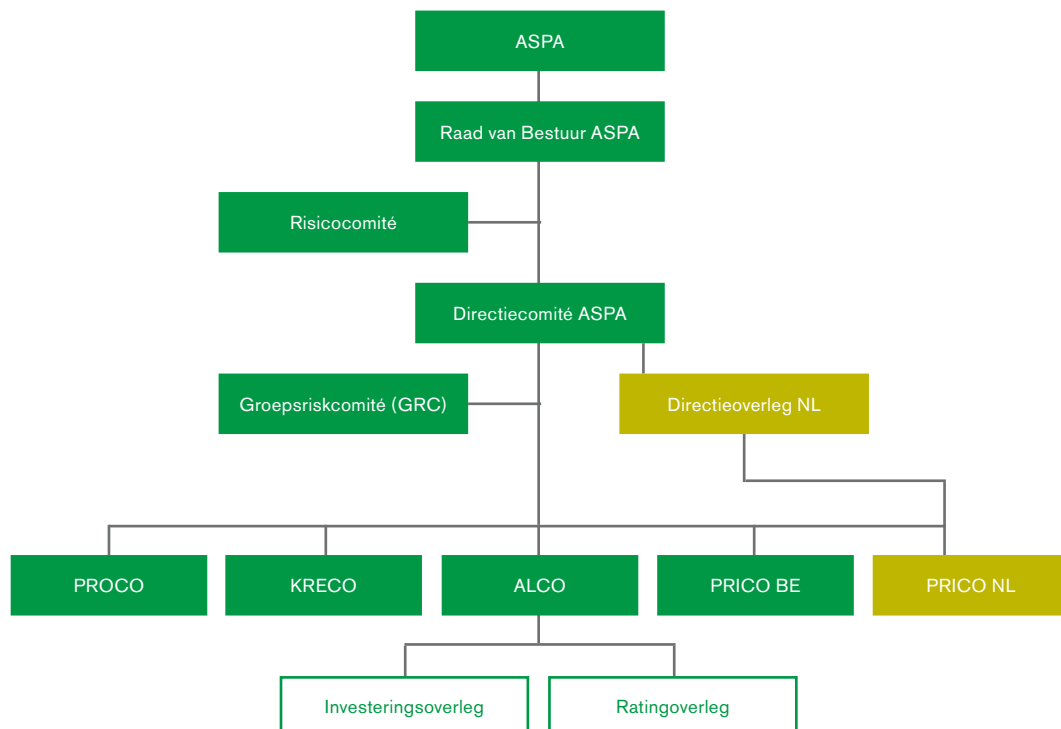 ASPA
Raad van Bestuur ASPA
Risicocomité
Directiecomité ASPA
Groepsriskcomité (GRC)
Directieoverleg NL
PROCO
KRECO
ALCO
PRICO BE
PRICO NL
Investeringsoverleg
Ratingoverleg